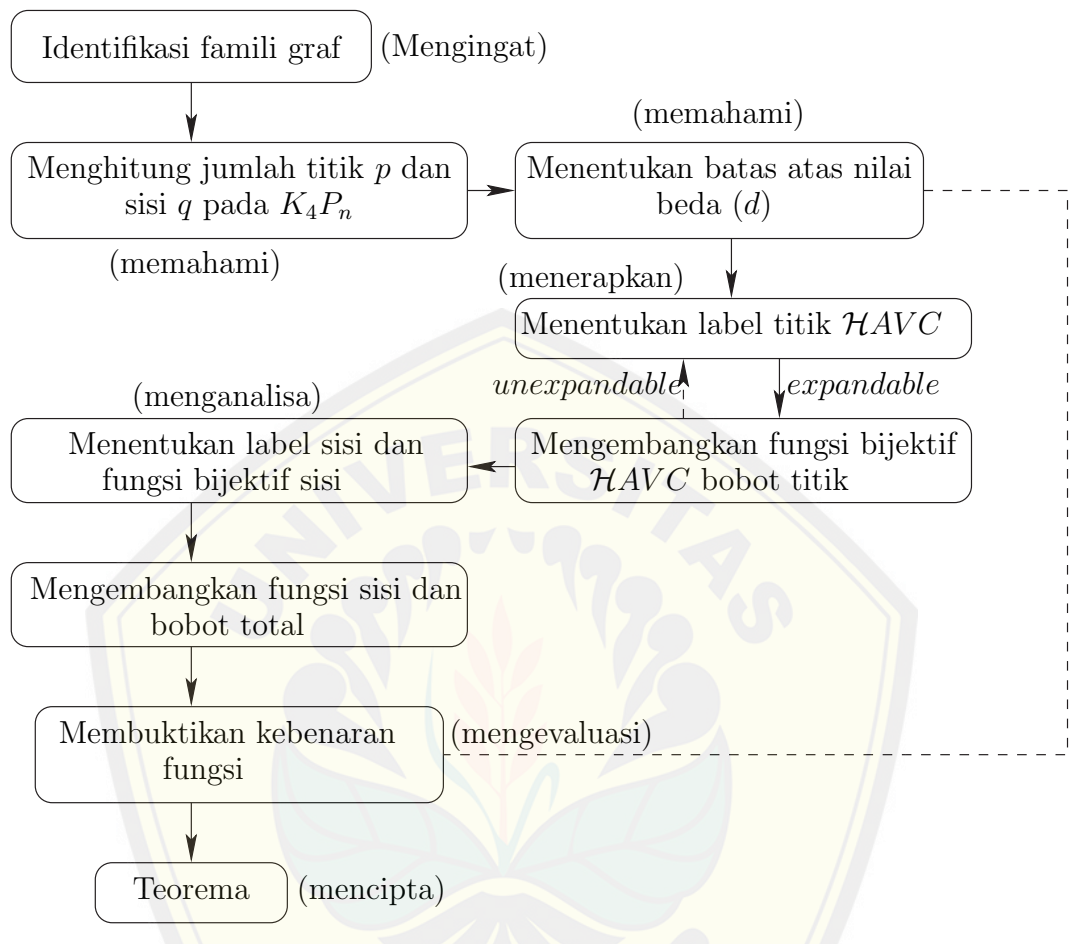 Identifikasi famili graf
(Mengingat)
Menghitung jumlah titik p dan
sisi q pada K₄Pₙ
(memahami)
(memahami)
Menentukan batas atas nilai
beda (d)
(menerapkan)
Menentukan label titik ℋAVC
unexpandable
expandable
Mengembangkan fungsi bijektif
ℋAVC bobot titik
(menganalisa)
Menentukan label sisi dan
fungsi bijektif sisi
Mengembangkan fungsi sisi dan
bobot total
Membuktikan kebenaran
fungsi
(mengevaluasi)
Teorema
(mencipta)
UNIVERSITAS